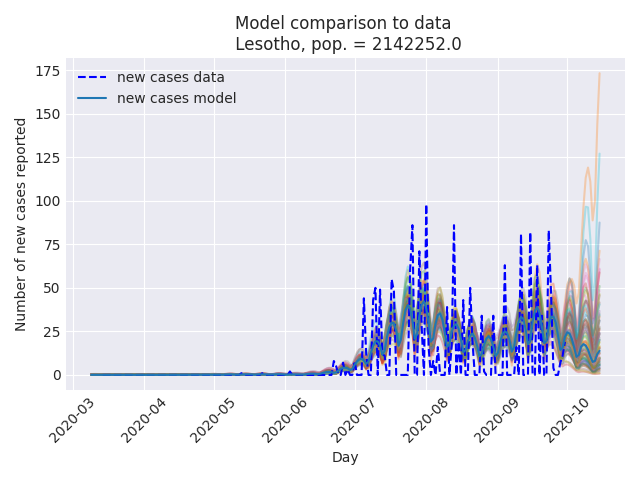 Model comparison to data
Lesotho, pop. = 2142252.0
new cases data
new cases model
Number of new cases reported
175
150
125
100
75
50
25
0
2020-03
2020-04
2020-05
2020-06
2020-07
2020-08
2020-09
2020-10
Day